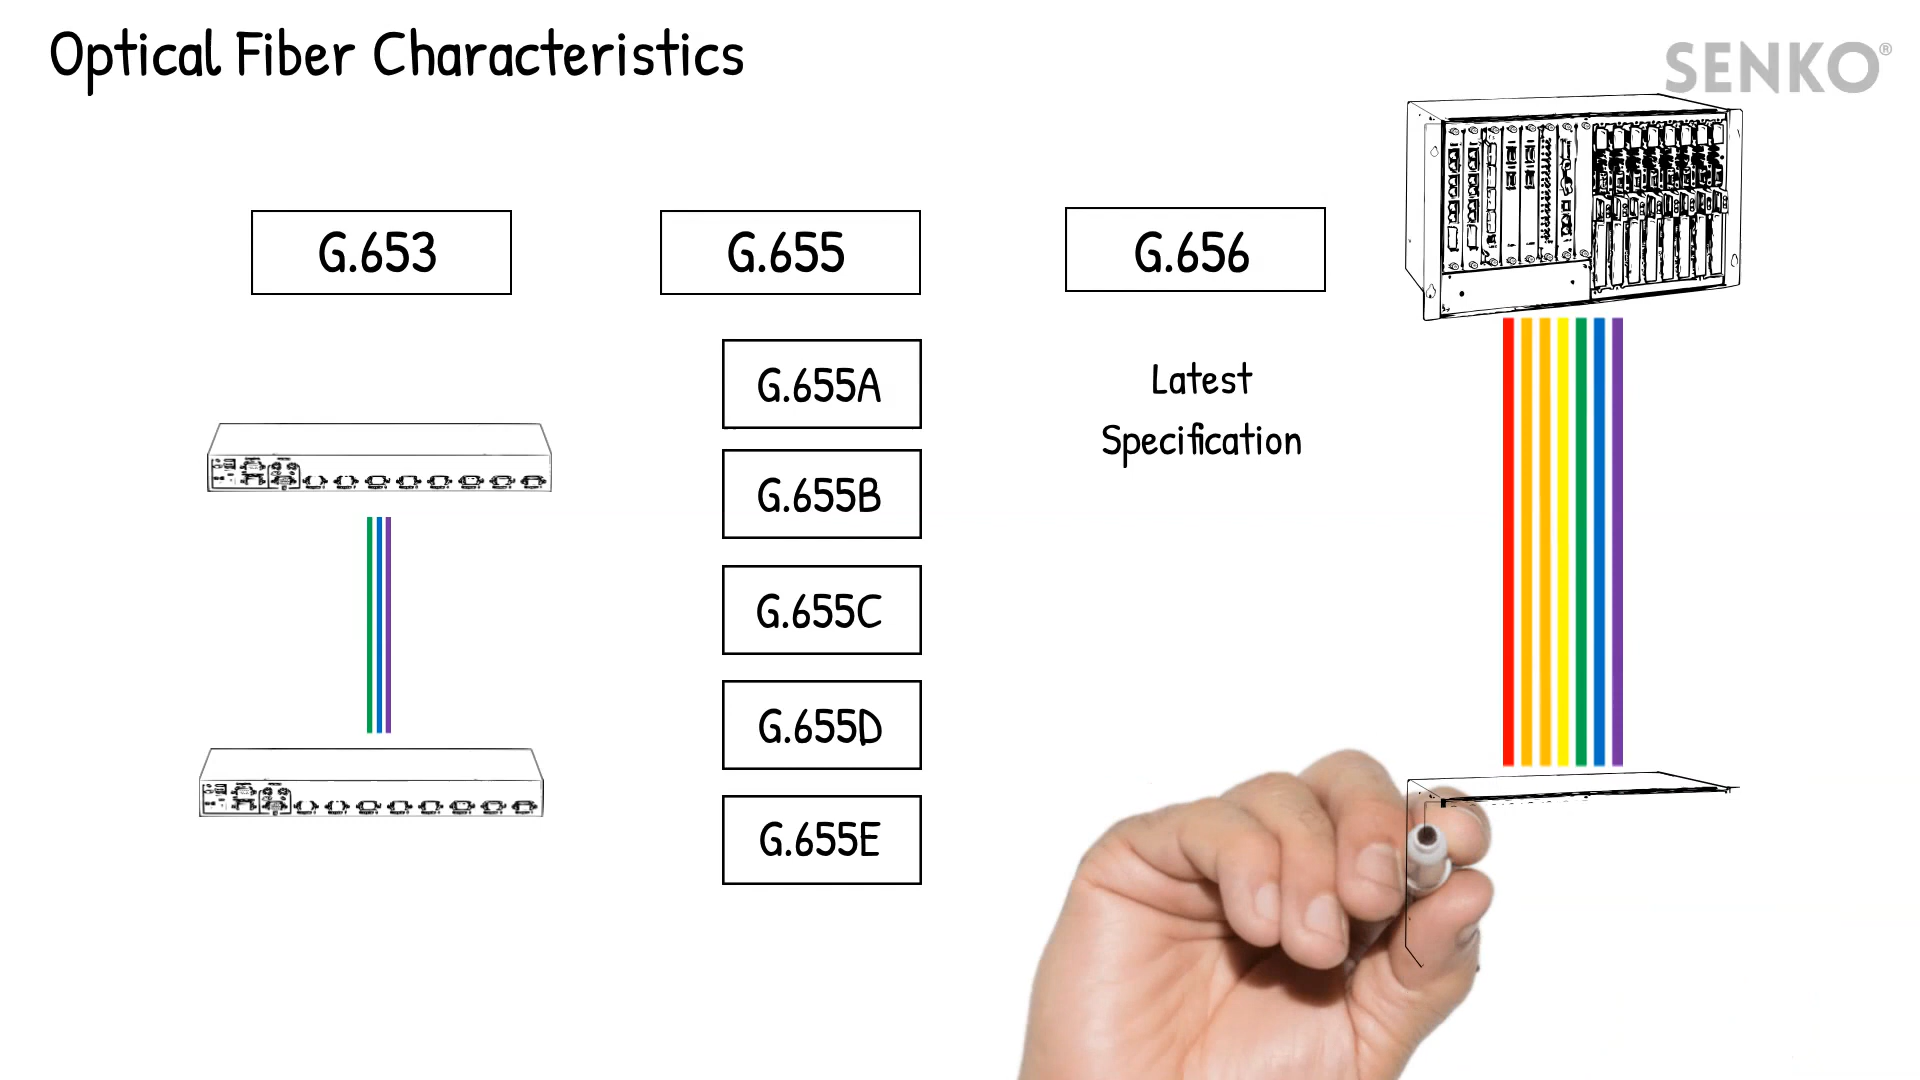 Optical Fiber Characteristics
SENKO®
G.653
G.655
G.656
G.655A
G.655B
G.655C
G.655D
G.655E
Latest
Specification